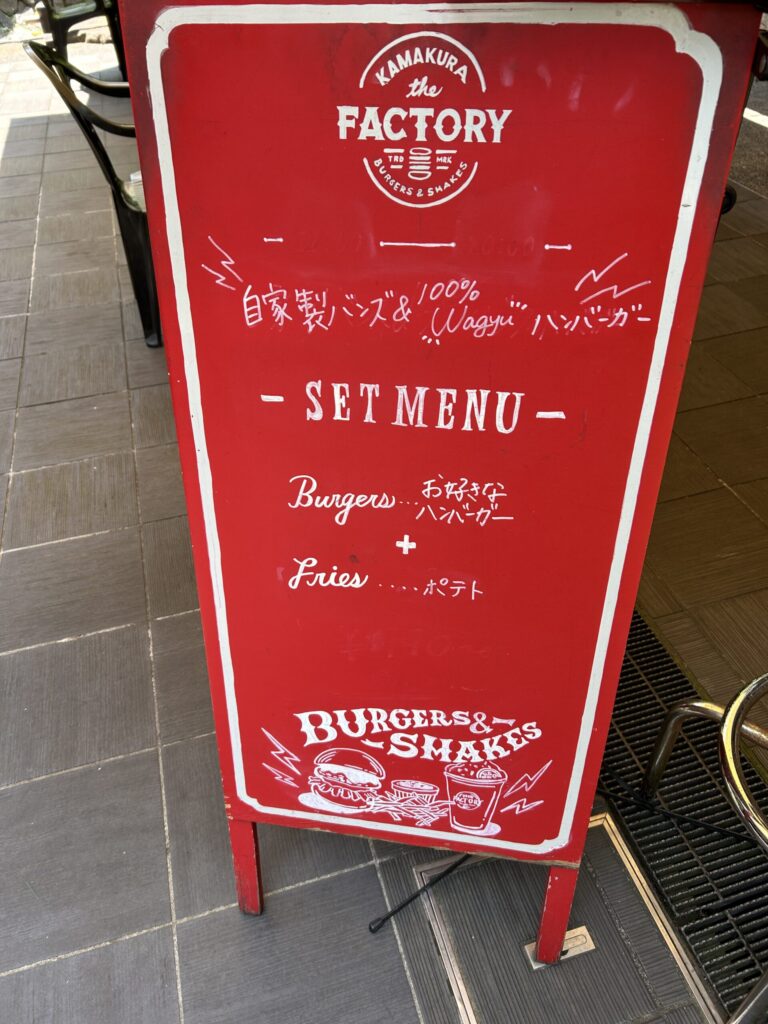 KAMAKURA
the
FACTORY
TRD MRK
BURGERS & SHAKES
自家製バンズ& 100% Wagyu ハンバーガー
- SET MENU -
Burgers... お好きな
ハンバーガー
+
Fries ..... ポテト
BURGERS &
- SHAKES
FACTORY